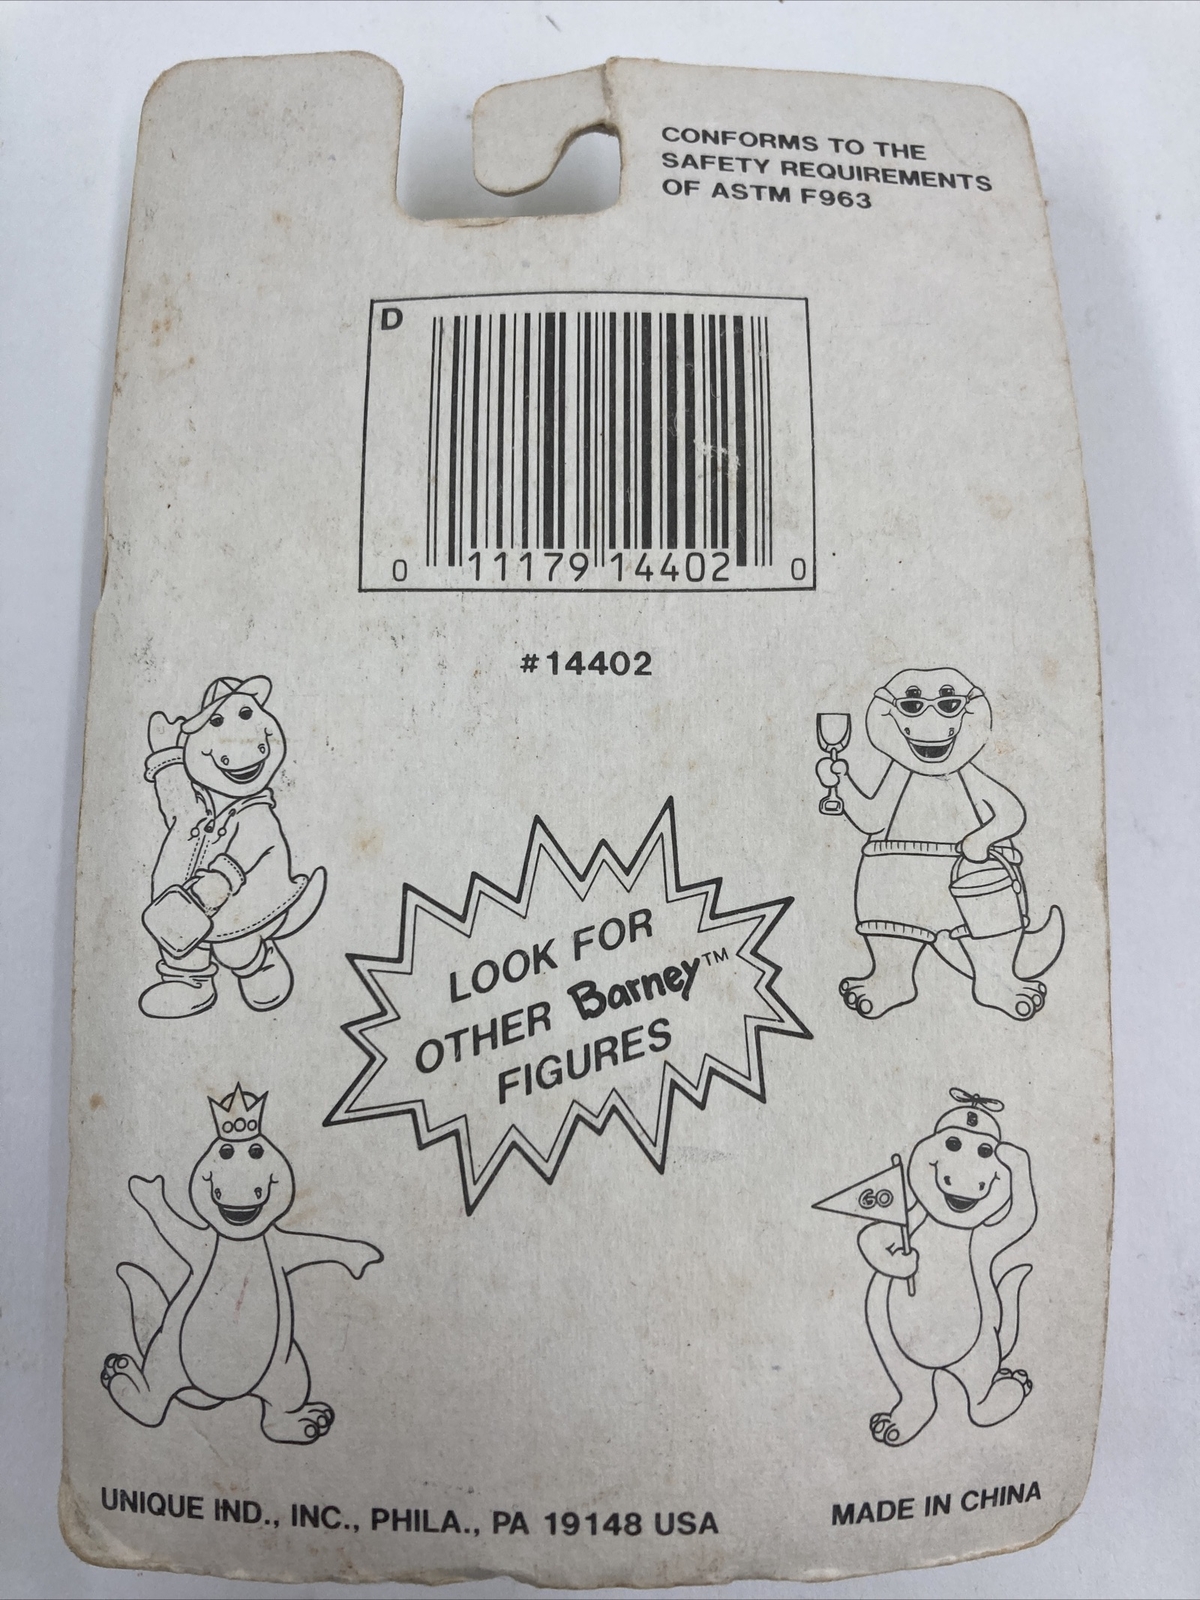 CONFORMS TO THE
SAFETY REQUIREMENTS
OF ASTM F963
D
0 11179 14402 0
#14402
LOOK FOR
OTHER Barney™
FIGURES
B
GO
UNIQUE IND., INC., PHILA., PA 19148 USA
MADE IN CHINA